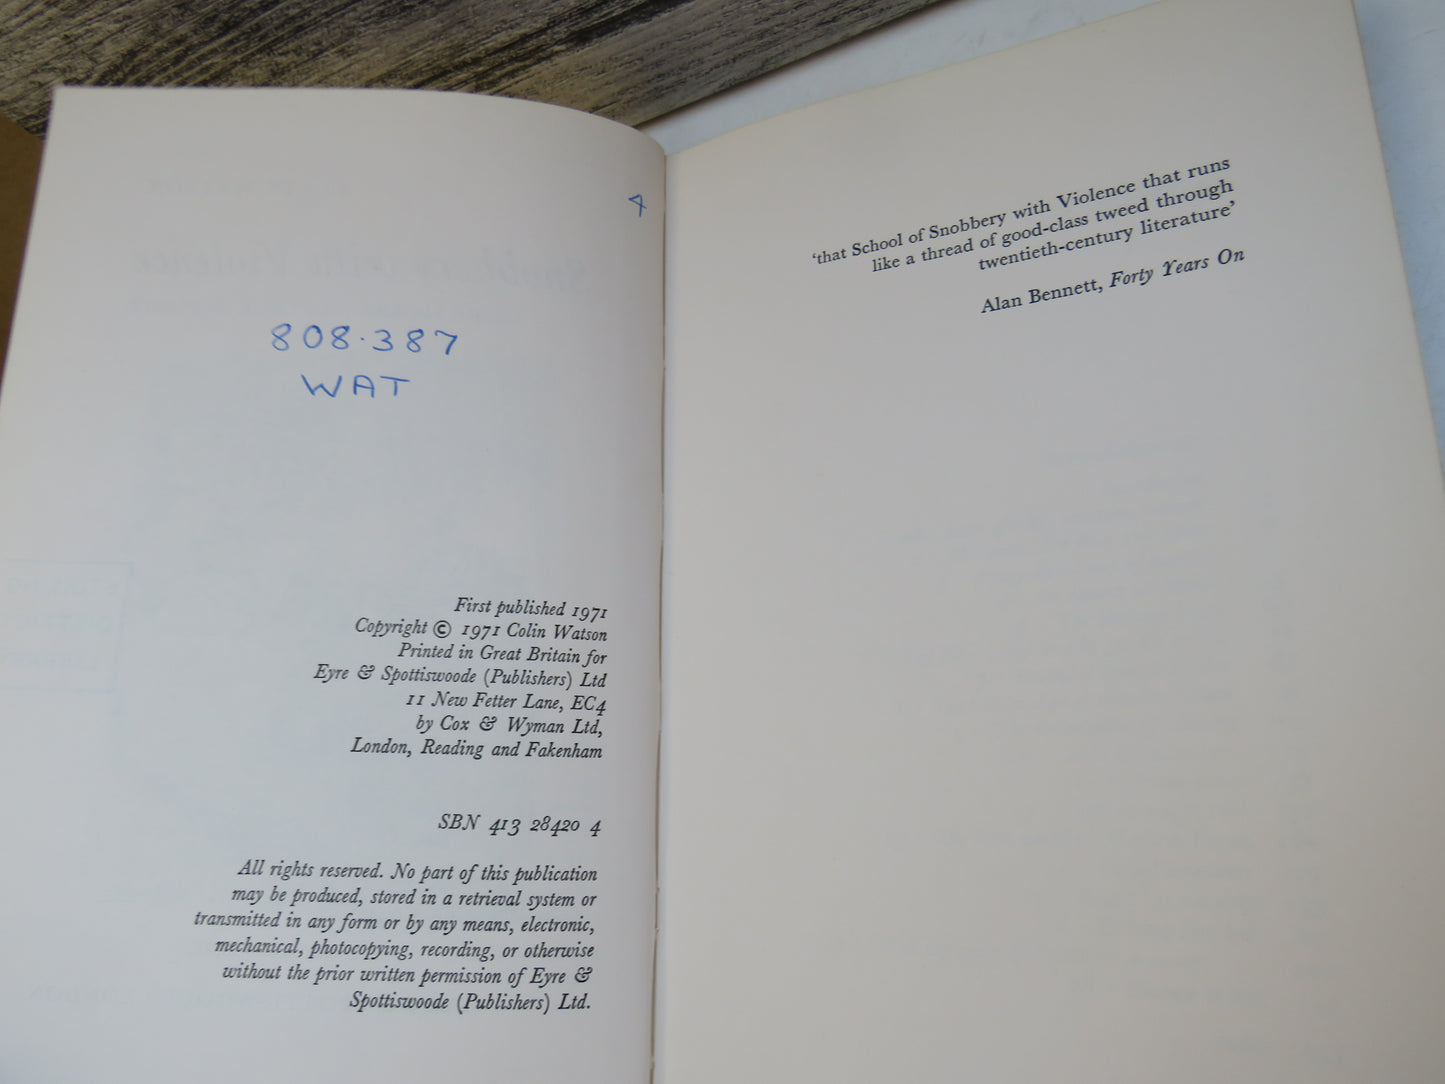 4
808.387
WAT
First published 1971
Copyright © 1971 Colin Watson
Printed in Great Britain for
Eyre & Spottiswoode (Publishers) Ltd
11 New Fetter Lane, EC4
by Cox & Wyman Ltd,
London, Reading and Fakenham
SBN 413 28420 4
All rights reserved. No part of this publication
may be produced, stored in a retrieval system or
transmitted in any form or by any means, electronic,
mechanical, photocopying, recording, or otherwise
without the prior written permission of Eyre &
Spottiswoode (Publishers) Ltd.
‘that School of Snobbery with Violence that runs
like a thread of good-class tweed through
twentieth-century literature’
Alan Bennett, Forty Years On